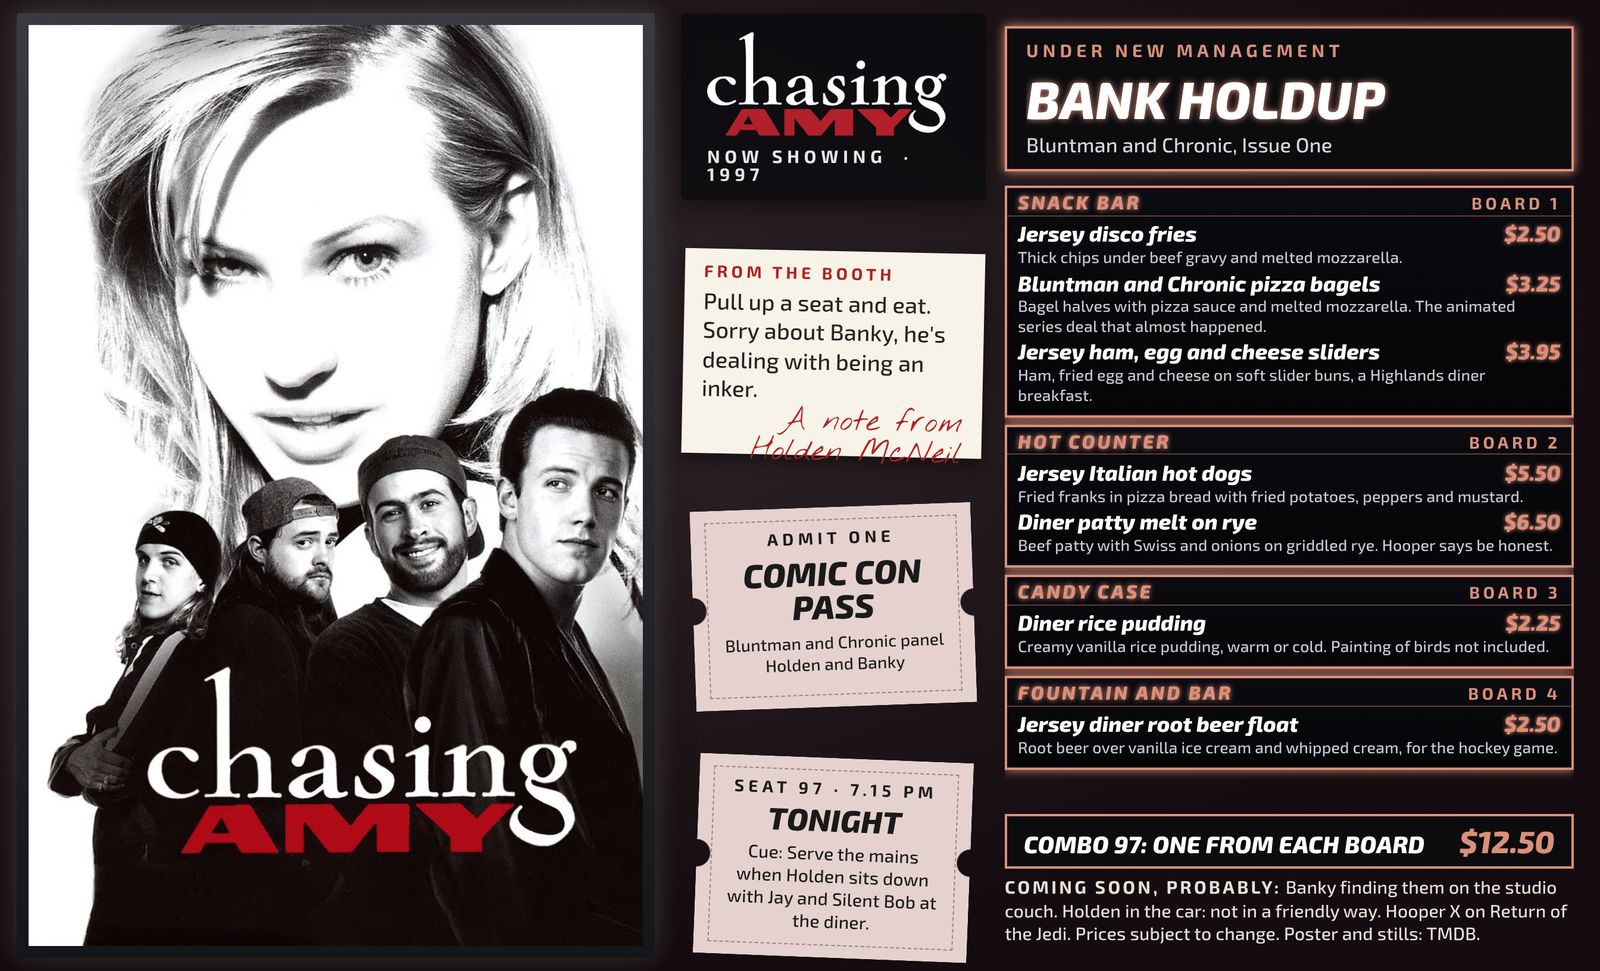 chasing
AMY
chasing
AMY
NOW SHOWING ·
1997
FROM THE BOOTH
Pull up a seat and eat.
Sorry about Banky, he's
dealing with being an
inker.
A note from
Holden McNeil
ADMIT ONE
COMIC CON
PASS
Bluntman and Chronic panel
Holden and Banky
SEAT 97 · 7.15 PM
TONIGHT
Cue: Serve the mains
when Holden sits down
with Jay and Silent Bob at
the diner.
UNDER NEW MANAGEMENT
BANK HOLDUP
Bluntman and Chronic, Issue One
SNACK BAR BOARD 1
Jersey disco fries $2.50
Thick chips under beef gravy and melted mozzarella.
Bluntman and Chronic pizza bagels $3.25
Bagel halves with pizza sauce and melted mozzarella. The animated
series deal that almost happened.
Jersey ham, egg and cheese sliders $3.95
Ham, fried egg and cheese on soft slider buns, a Highlands diner
breakfast.
HOT COUNTER BOARD 2
Jersey Italian hot dogs $5.50
Fried franks in pizza bread with fried potatoes, peppers and mustard.
Diner patty melt on rye $6.50
Beef patty with Swiss and onions on griddled rye. Hooper says be honest.
CANDY CASE BOARD 3
Diner rice pudding $2.25
Creamy vanilla rice pudding, warm or cold. Painting of birds not included.
FOUNTAIN AND BAR BOARD 4
Jersey diner root beer float $2.50
Root beer over vanilla ice cream and whipped cream, for the hockey game.
COMBO 97: ONE FROM EACH BOARD $12.50
COMING SOON, PROBABLY: Banky finding them on the studio
couch. Holden in the car: not in a friendly way. Hooper X on Return of
the Jedi. Prices subject to change. Poster and stills: TMDB.